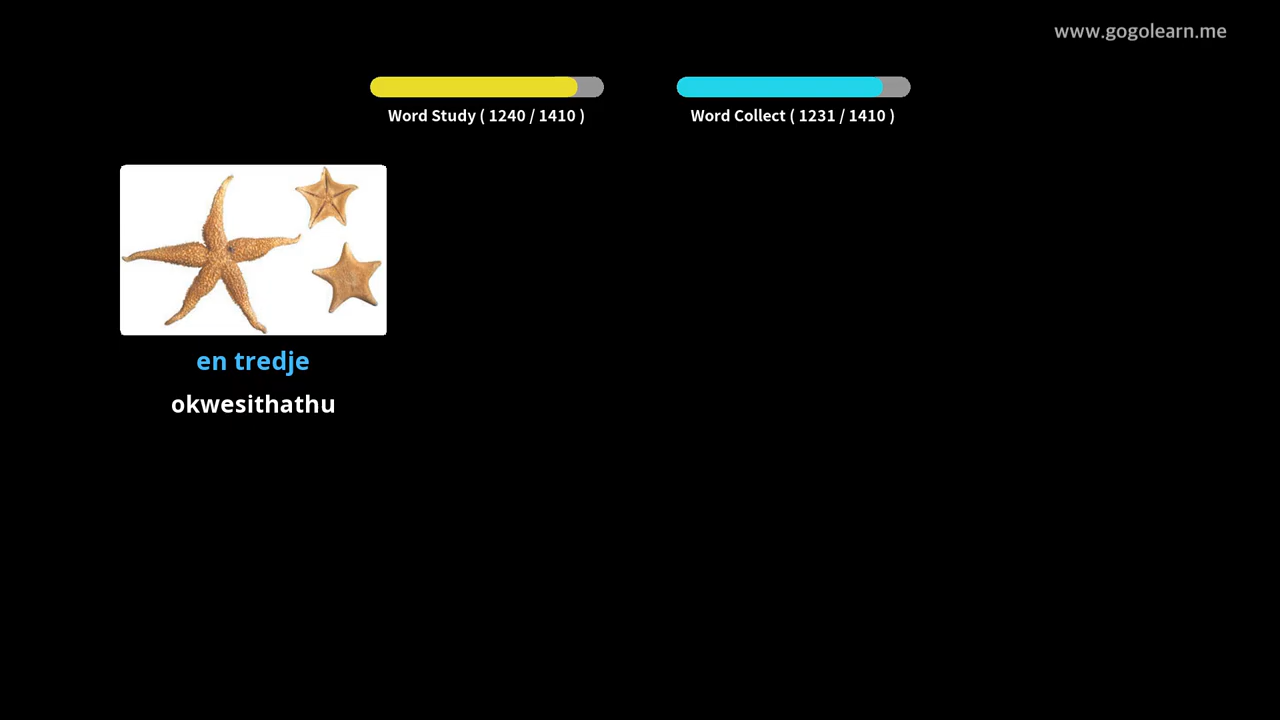 www.gogolearn.me
Word Study ( 1240 / 1410 )
Word Collect ( 1231 / 1410 )
en tredje
okwesithathu